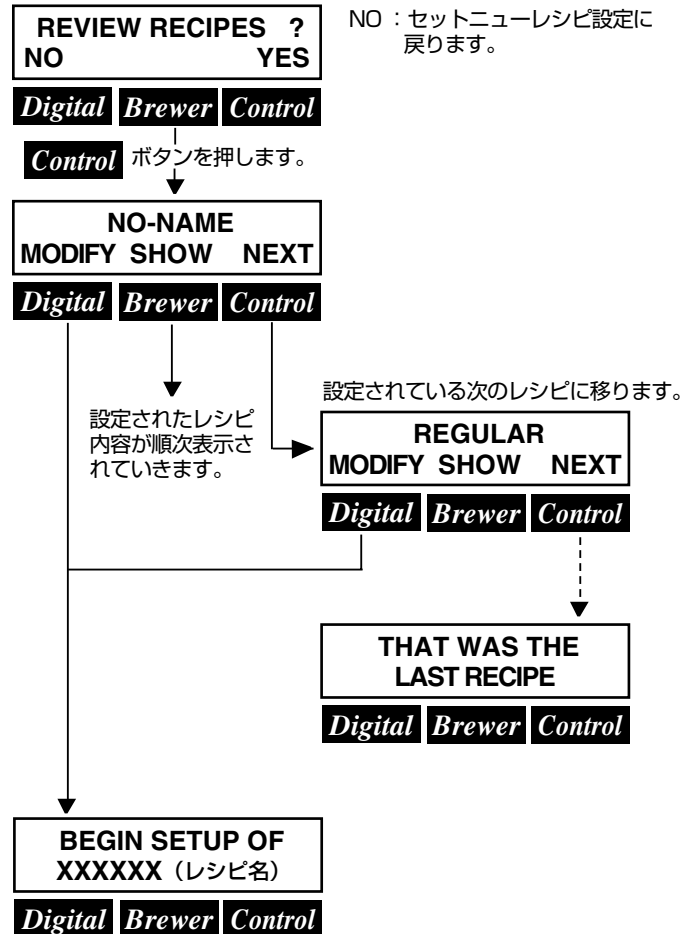 REVIEW RECIPES ?
NO YES
NO：セットニューレシピ設定に
戻ります。
Digital Brewer Control
Control ボタンを押します。
NO-NAME
MODIFY SHOW NEXT
Digital Brewer Control
設定されたレシピ
内容が順次表示さ
れていきます。
設定されている次のレシピに移ります。
REGULAR
MODIFY SHOW NEXT
Digital Brewer Control
THAT WAS THE
LAST RECIPE
Digital Brewer Control
BEGIN SETUP OF
XXXXXX（レシピ名）
Digital Brewer Control